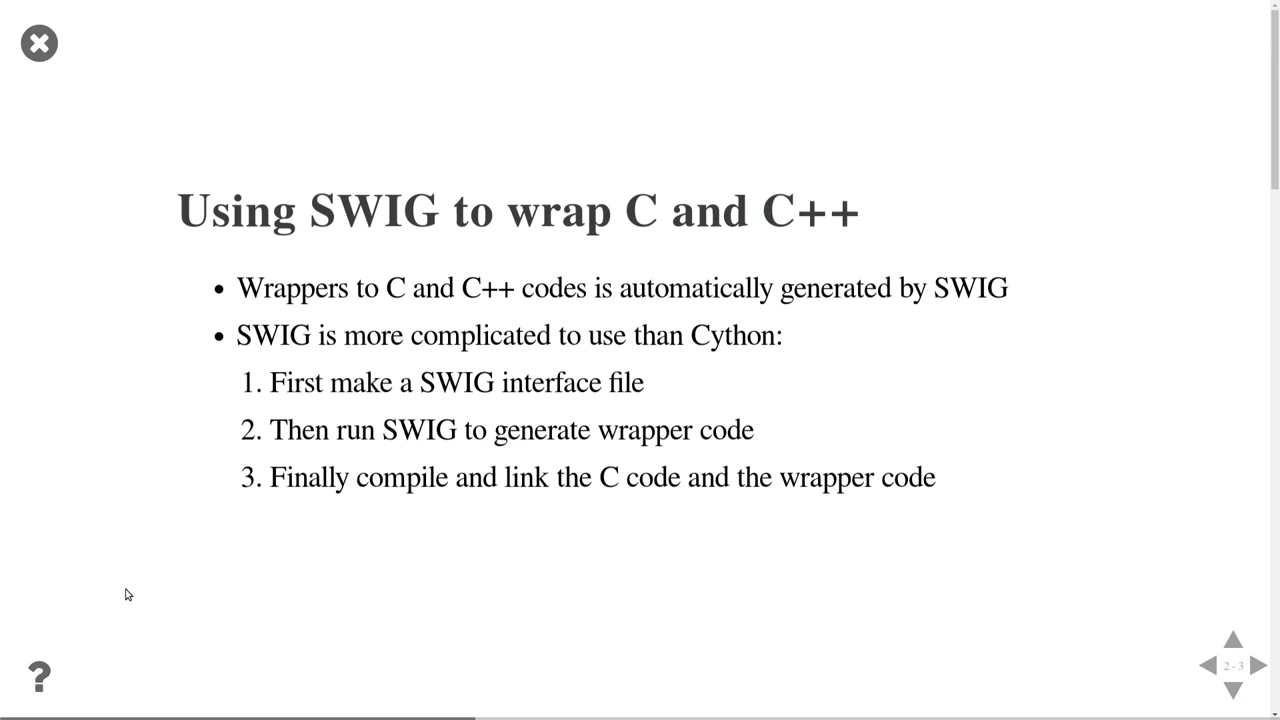 Using SWIG to wrap C and C++
• Wrappers to C and C++ codes is automatically generated by SWIG
• SWIG is more complicated to use than Cython:
1. First make a SWIG interface file
2. Then run SWIG to generate wrapper code
3. Finally compile and link the C code and the wrapper code
?
2 - 3